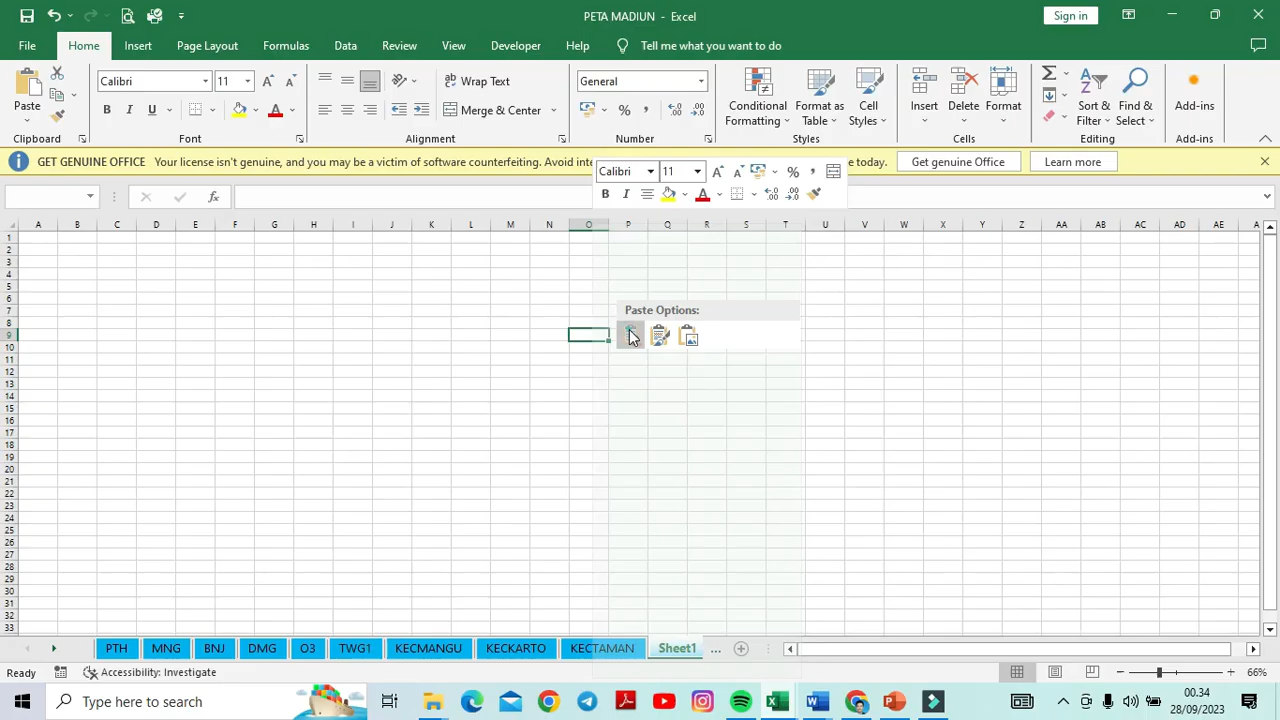 PETA MADIUN - Excel
Sign in
File Home Insert Page Layout Formulas Data Review View Developer Help Tell me what you want to do
Calibri 11 Wrap Text General
Paste Merge & Center Conditional Formatting Format as Table Cell Styles Insert Delete Format Sort & Filter Find & Select Add-ins
Clipboard Font Alignment Number Styles Cells Editing Add-ins
GET GENUINE OFFICE Your license isn't genuine, and you may be a victim of software counterfeiting. Avoid inte e today. Get genuine Office Learn more
Calibri 11
A B C D E F G H I J K L M N O P Q R S T U V W X Y Z AA AB AC AD AE A
1
2
3
4
5
6
7
Paste Options:
8
9
10
11
12
13
14
15
16
17
18
19
20
21
22
23
24
25
26
27
28
29
30
31
32
33
PTH MNG BNJ DMG O3 TWG1 KECMANGU KECKARTO KECTAMAN Sheet1 ...
Ready Accessibility: Investigate 66%
Type here to search 00.34
28/09/2023